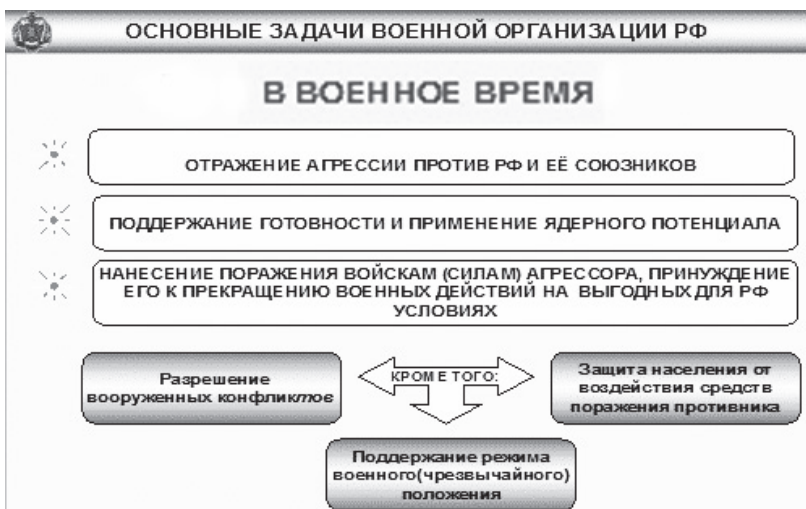 ОСНОВНЫЕ ЗАДАЧИ ВОЕННОЙ ОРГАНИЗАЦИИ РФ
В ВОЕННОЕ ВРЕМЯ
ОТРАЖЕНИЕ АГРЕССИИ ПРОТИВ РФ И ЕЁ СОЮЗНИКОВ
ПОДДЕРЖАНИЕ ГОТОВНОСТИ И ПРИМЕНЕНИЕ ЯДЕРНОГО ПОТЕНЦИАЛА
НАНЕСЕНИЕ ПОРАЖЕНИЯ ВОЙСКАМ (СИЛАМ) АГРЕССОРА, ПРИНУЖДЕНИЕ
ЕГО К ПРЕКРАЩЕНИЮ ВОЕННЫХ ДЕЙСТВИЙ НА ВЫГОДНЫХ ДЛЯ РФ
УСЛОВИЯХ
Разрешение
вооруженных конфликтов
КРОМЕ ТОГО:
Защита населения от
воздействия средств
поражения противника
Поддержание режима
военного(чрезвычайного)
положения